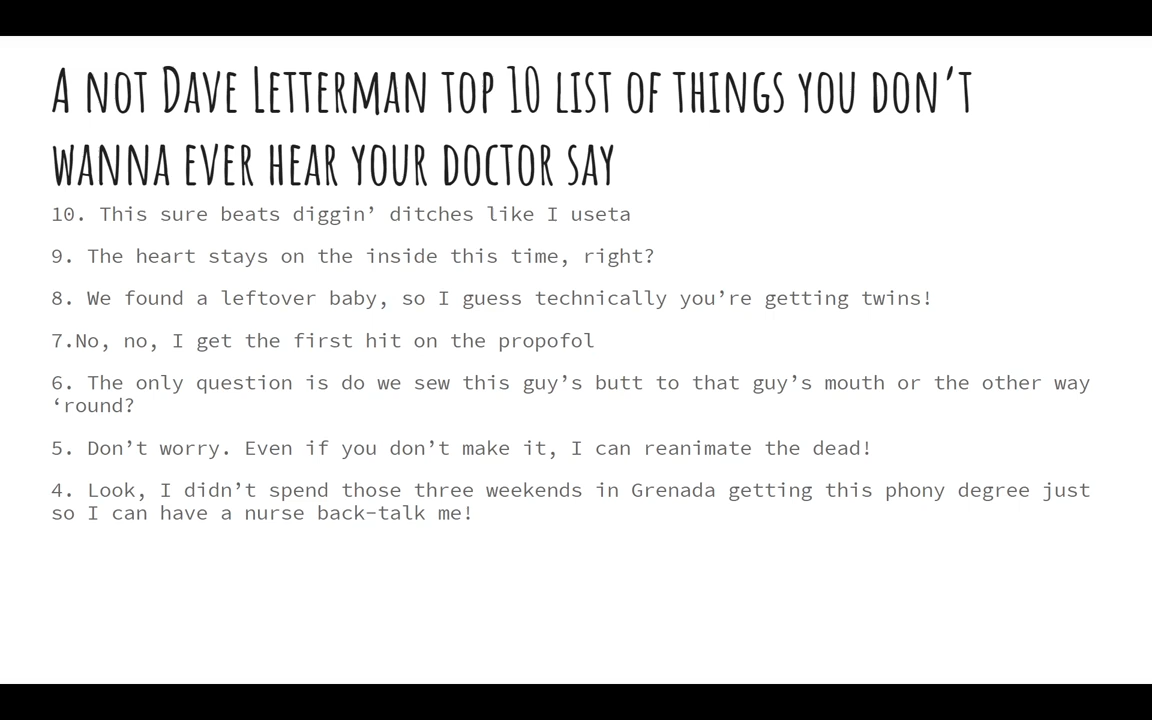 A not Dave Letterman top 10 list of things you don’t
wanna ever hear your doctor say
10. This sure beats diggin’ ditches like I useta
9. The heart stays on the inside this time, right?
8. We found a leftover baby, so I guess technically you’re getting twins!
7.No, no, I get the first hit on the propofol
6. The only question is do we sew this guy’s butt to that guy’s mouth or the other way
‘round?
5. Don’t worry. Even if you don’t make it, I can reanimate the dead!
4. Look, I didn’t spend those three weekends in Grenada getting this phony degree just
so I can have a nurse back-talk me!